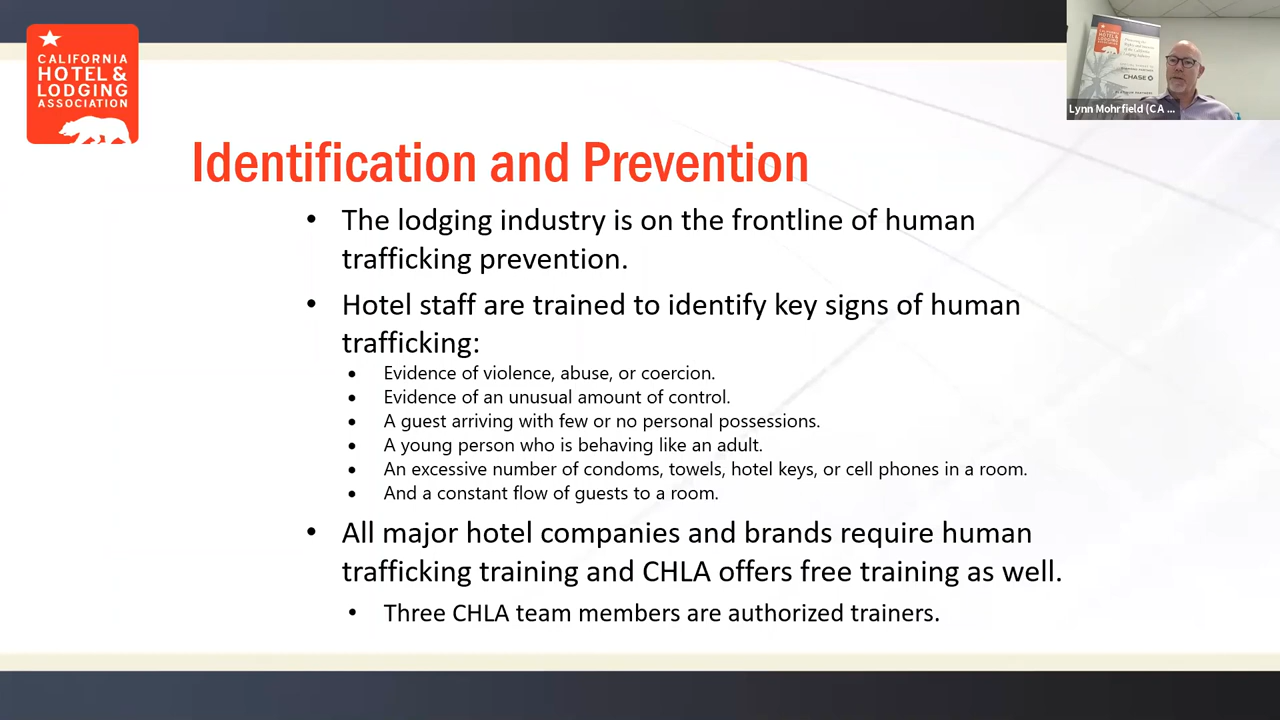 CALIFORNIA
HOTEL &
LODGING
ASSOCIATION
CHASE
Lynn Mohrfield (CA ...
Identification and Prevention
• The lodging industry is on the frontline of human
trafficking prevention.
• Hotel staff are trained to identify key signs of human
trafficking:
• Evidence of violence, abuse, or coercion.
• Evidence of an unusual amount of control.
• A guest arriving with few or no personal possessions.
• A young person who is behaving like an adult.
• An excessive number of condoms, towels, hotel keys, or cell phones in a room.
• And a constant flow of guests to a room.
• All major hotel companies and brands require human
trafficking training and CHLA offers free training as well.
• Three CHLA team members are authorized trainers.